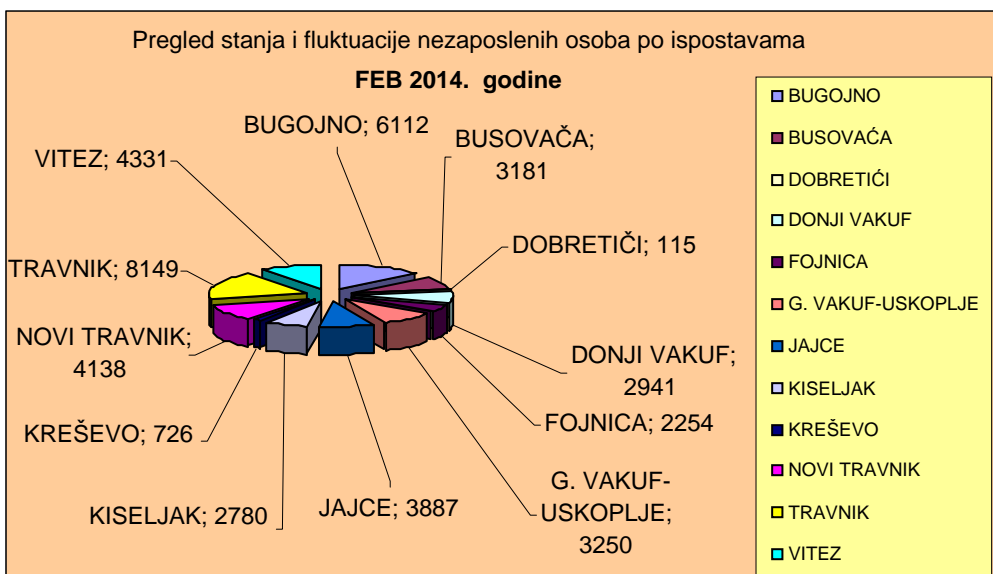 Pregled stanja i fluktuacije nezaposlenih osoba po ispostavama
FEB 2014. godine
BUGOJNO; 6112
BUSOVAČA;
3181
DOBRETIČI; 115
DONJI VAKUF;
2941
FOJNICA; 2254
G. VAKUF-
USKOPLJE;
3250
JAJCE; 3887
KISELJAK; 2780
KREŠEVO; 726
NOVI TRAVNIK;
4138
TRAVNIK; 8149
VITEZ; 4331
BUGOJNO
BUSOVAĆA
DOBRETIĆI
DONJI VAKUF
FOJNICA
G. VAKUF-USKOPLJE
JAJCE
KISELJAK
KREŠEVO
NOVI TRAVNIK
TRAVNIK
VITEZ